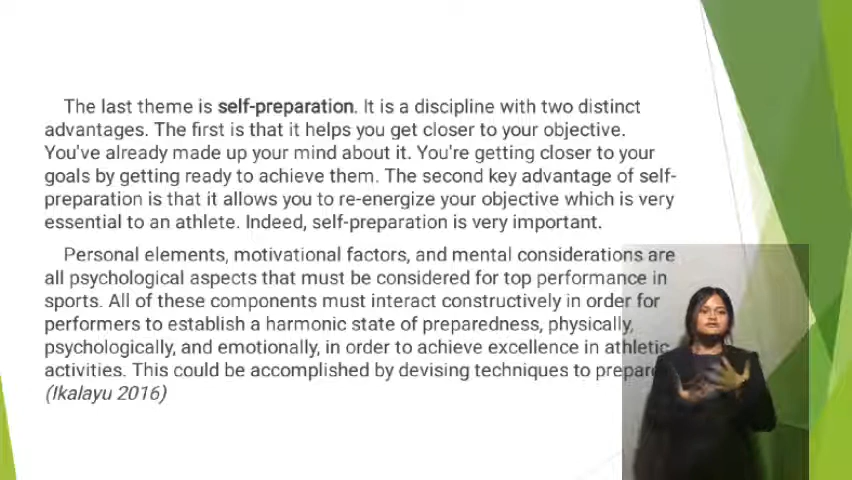 The last theme is self-preparation. It is a discipline with two distinct
advantages. The first is that it helps you get closer to your objective.
You've already made up your mind about it. You're getting closer to your
goals by getting ready to achieve them. The second key advantage of self-
preparation is that it allows you to re-energize your objective which is very
essential to an athlete. Indeed, self-preparation is very important.
Personal elements, motivational factors, and mental considerations are
all psychological aspects that must be considered for top performance in
sports. All of these components must interact constructively in order for
performers to establish a harmonic state of preparedness, physically,
psychologically, and emotionally, in order to achieve excellence in athletic
activities. This could be accomplished by devising techniques to
(Ikalayu 2016)